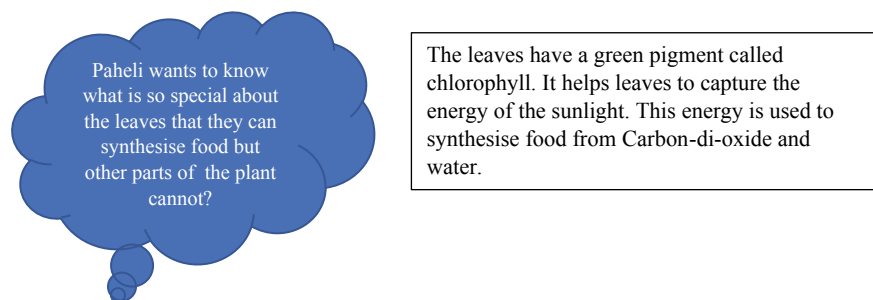 Paheli wants to know
what is so special about
the leaves that they can
synthesise food but
other parts of the plant
cannot?
The leaves have a green pigment called
chlorophyll. It helps leaves to capture the
energy of the sunlight. This energy is used to
synthesise food from Carbon-di-oxide and
water.